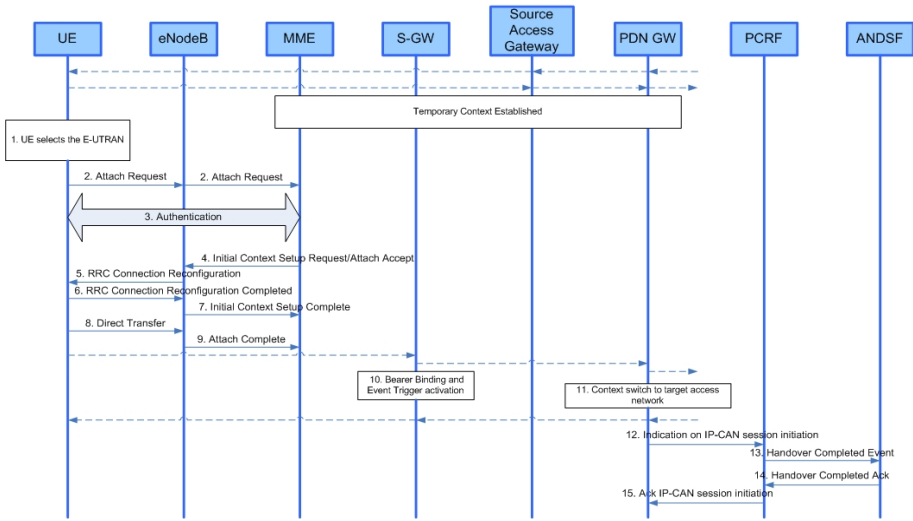 UE
eNodeB
MME
S-GW
Source
Access
Gateway
PDN GW
PCRF
ANDSF
Temporary Context Established
1. UE selects the E-UTRAN
2. Attach Request
2. Attach Request
3. Authentication
4. Initial Context Setup Request/Attach Accept
5. RRC Connection Reconfiguration
6. RRC Connection Reconfiguration Completed
7. Initial Context Setup Complete
8. Direct Transfer
9. Attach Complete
10. Bearer Binding and
Event Trigger activation
11. Context switch to target access
network
12. Indication on IP-CAN session initiation
13. Handover Completed Event
14. Handover Completed Ack
15. Ack IP-CAN session initiation